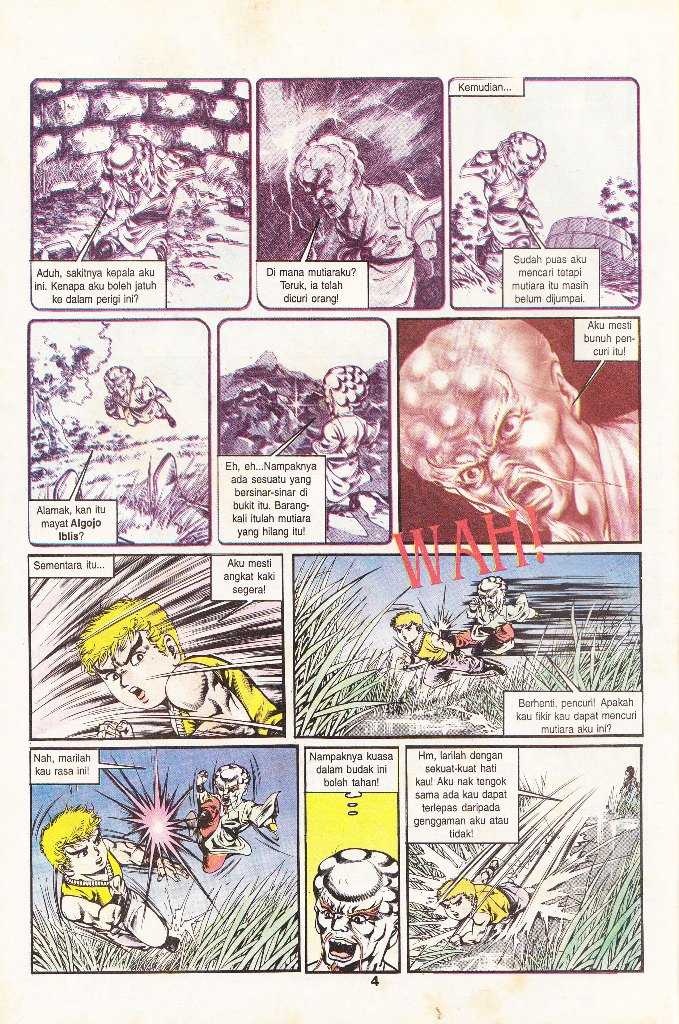 Aduh, sakitnya kepala aku
ini. Kenapa aku boleh jatuh
ke dalam perigi ini?
Di mana mutiaraku?
Teruk, ia telah
dicuri orang!
Kemudian...
Sudah puas aku
mencari tetapi
mutiara itu masih
belum dijumpai.
Alamak, kan itu
mayat Algojo
Iblis?
Eh, eh...Nampaknya
ada sesuatu yang
bersinar-sinar di
bukit itu. Barang-
kali itulah mutiara
yang hilang itu!
Aku mesti
bunuh pen-
curi itu!
WAH!
Sementara itu...
Aku mesti
angkat kaki
segera!
Berhenti, pencuri! Apakah
kau fikir kau dapat mencuri
mutiara aku ini?
Nah, marilah
kau rasa ini!
Nampaknya kuasa
dalam budak ini
boleh tahan!
Hm, larilah dengan
sekuat-kuat hati
kau! Aku nak tengok
sama ada kau dapat
terlepas daripada
genggaman aku atau
tidak!
4